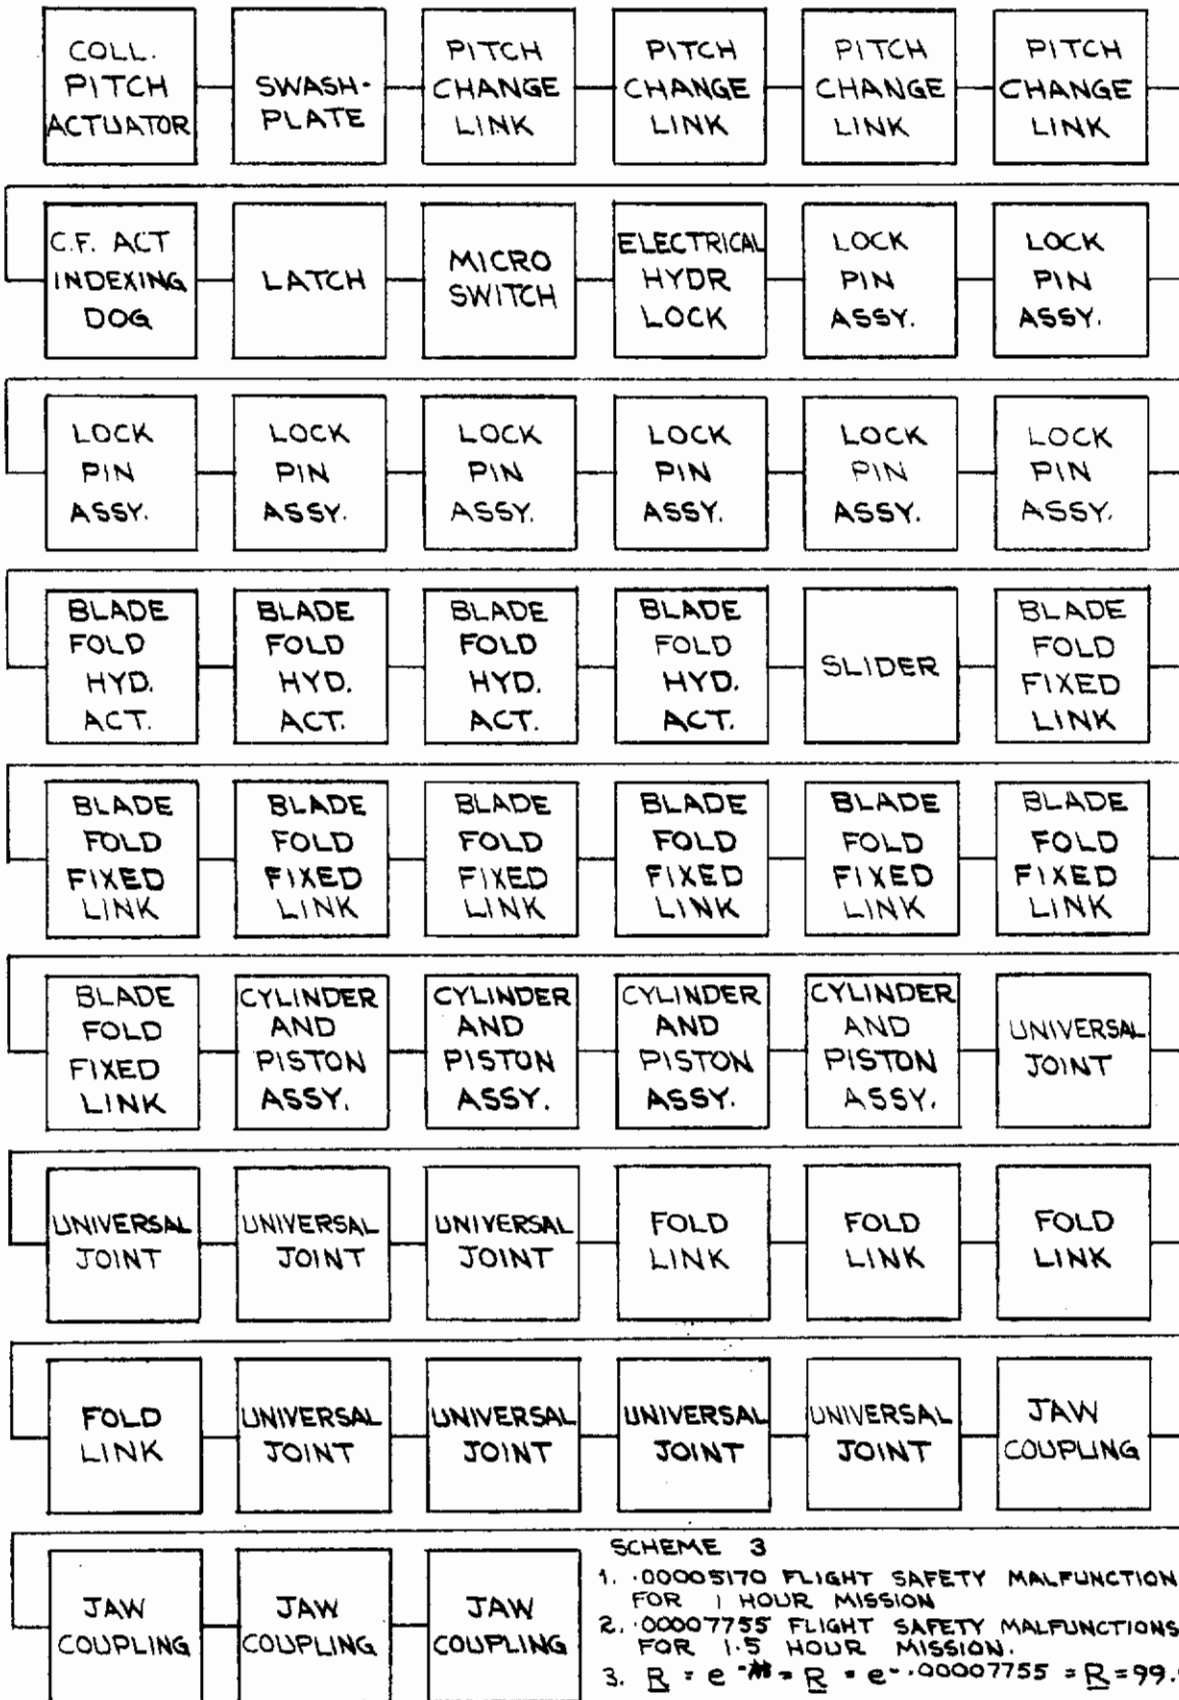 COLL.
PITCH
ACTUATOR
SWASH-
PLATE
PITCH
CHANGE
LINK
PITCH
CHANGE
LINK
PITCH
CHANGE
LINK
PITCH
CHANGE
LINK
C.F. ACT
INDEXING
DOG
LATCH
MICRO
SWITCH
ELECTRICAL
HYDR
LOCK
LOCK
PIN
ASSY.
LOCK
PIN
ASSY.
LOCK
PIN
ASSY.
LOCK
PIN
ASSY.
LOCK
PIN
ASSY.
LOCK
PIN
ASSY.
LOCK
PIN
ASSY.
LOCK
PIN
ASSY.
BLADE
FOLD
HYD.
ACT.
BLADE
FOLD
HYD.
ACT.
BLADE
FOLD
HYD.
ACT.
BLADE
FOLD
HYD.
ACT.
SLIDER
BLADE
FOLD
FIXED
LINK
BLADE
FOLD
FIXED
LINK
BLADE
FOLD
FIXED
LINK
BLADE
FOLD
FIXED
LINK
BLADE
FOLD
FIXED
LINK
BLADE
FOLD
FIXED
LINK
BLADE
FOLD
FIXED
LINK
BLADE
FOLD
FIXED
LINK
CYLINDER
AND
PISTON
ASSY.
CYLINDER
AND
PISTON
ASSY.
CYLINDER
AND
PISTON
ASSY.
CYLINDER
AND
PISTON
ASSY.
UNIVERSAL
JOINT
UNIVERSAL
JOINT
UNIVERSAL
JOINT
UNIVERSAL
JOINT
FOLD
LINK
FOLD
LINK
FOLD
LINK
FOLD
LINK
UNIVERSAL
JOINT
UNIVERSAL
JOINT
UNIVERSAL
JOINT
UNIVERSAL
JOINT
JAW
COUPLING
JAW
COUPLING
JAW
COUPLING
JAW
COUPLING
SCHEME 3
1. .00005170 FLIGHT SAFETY MALFUNCTION
FOR 1 HOUR MISSION
2. .00007755 FLIGHT SAFETY MALFUNCTIONS
FOR 1.5 HOUR MISSION.
3. R = e = R = e-.00007755 = R = 99.